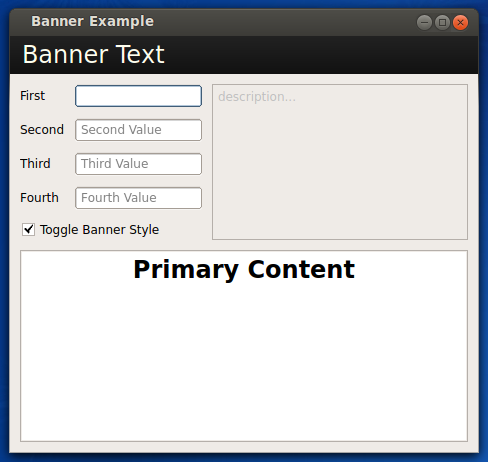 Banner Example
Banner Text
First
description...
Second Second Value
Third Third Value
Fourth Fourth Value
Toggle Banner Style
Primary Content